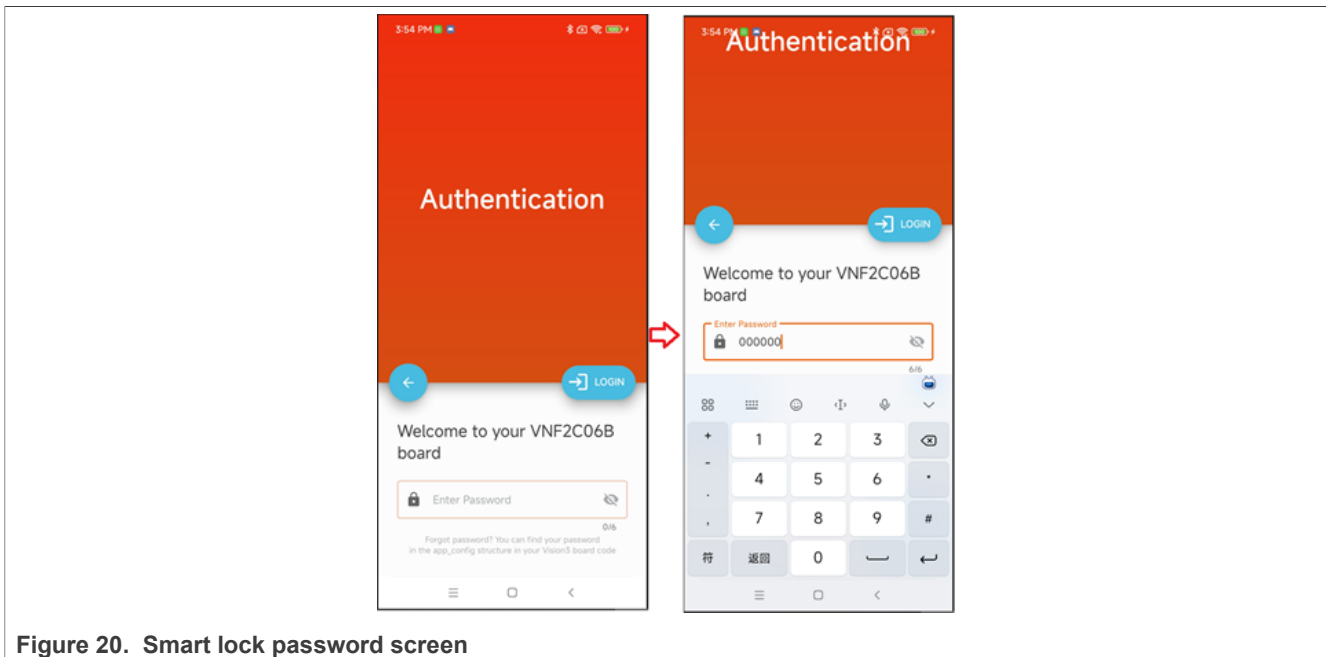 3:54 PM
Authentication
LOGIN
Welcome to your VNF2C06B
board
Enter Password
0/6
Forgot password? You can find your password
in the app_config structure in your Vision5 board code
3:54 P
Authentication
LOGIN
Welcome to your VNF2C06B
board
Enter Password
000000
6/6
+ 1 2 3
- 4 5 6 .
. 7 8 9 #
,
符 返回 0
Figure 20. Smart lock password screen